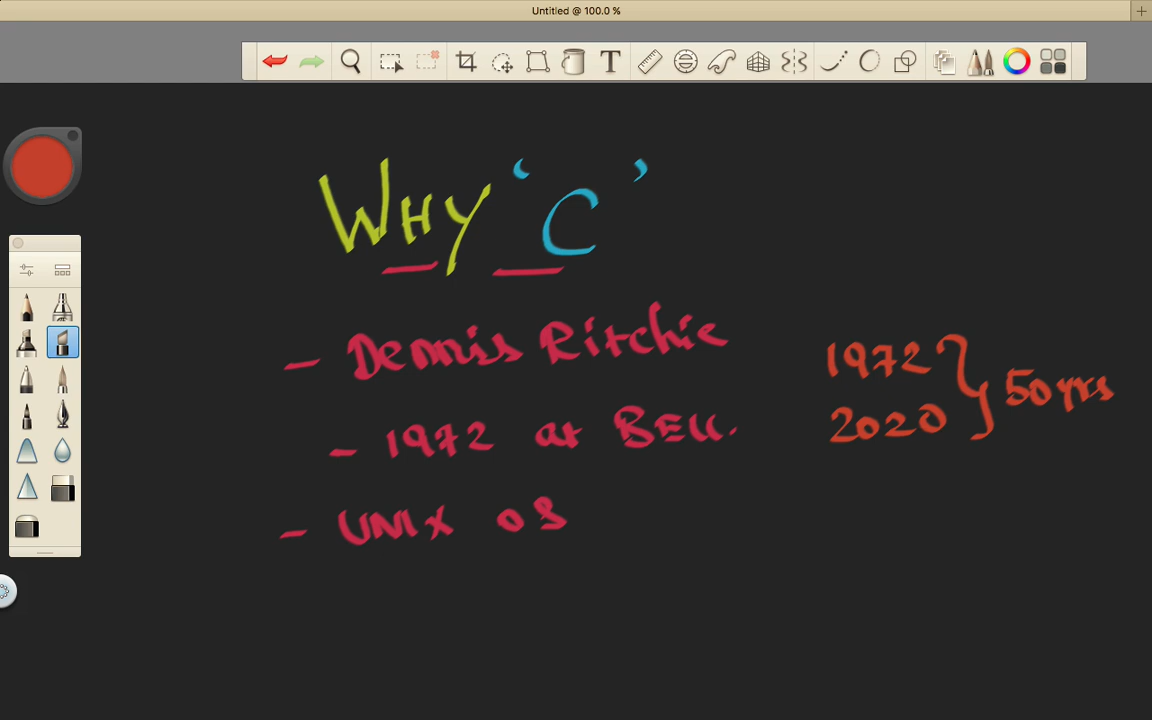 Untitled @ 100.0 %
WHY ‘C’
- Dennis Ritchie
- 1972 at BELL.
- UNIX OS
1972
2020
50 yrs